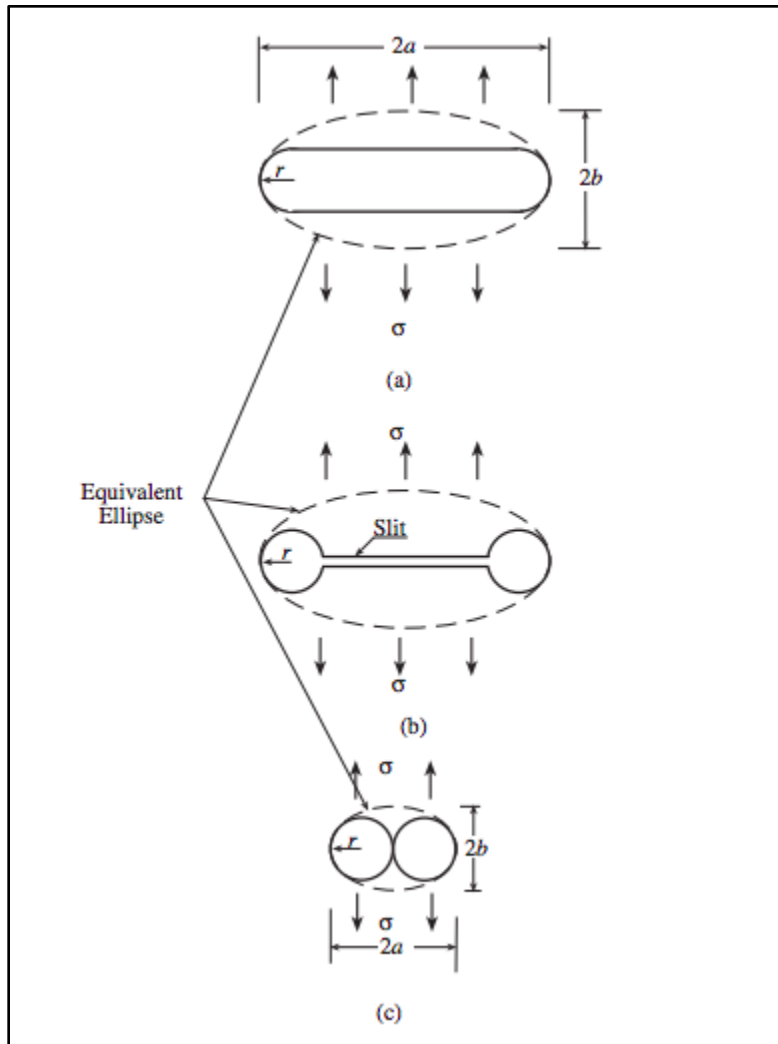 2a
r
2b
σ
(a)
σ
Equivalent
Ellipse
Slit
r
σ
(b)
σ
r
2b
σ
2a
(c)